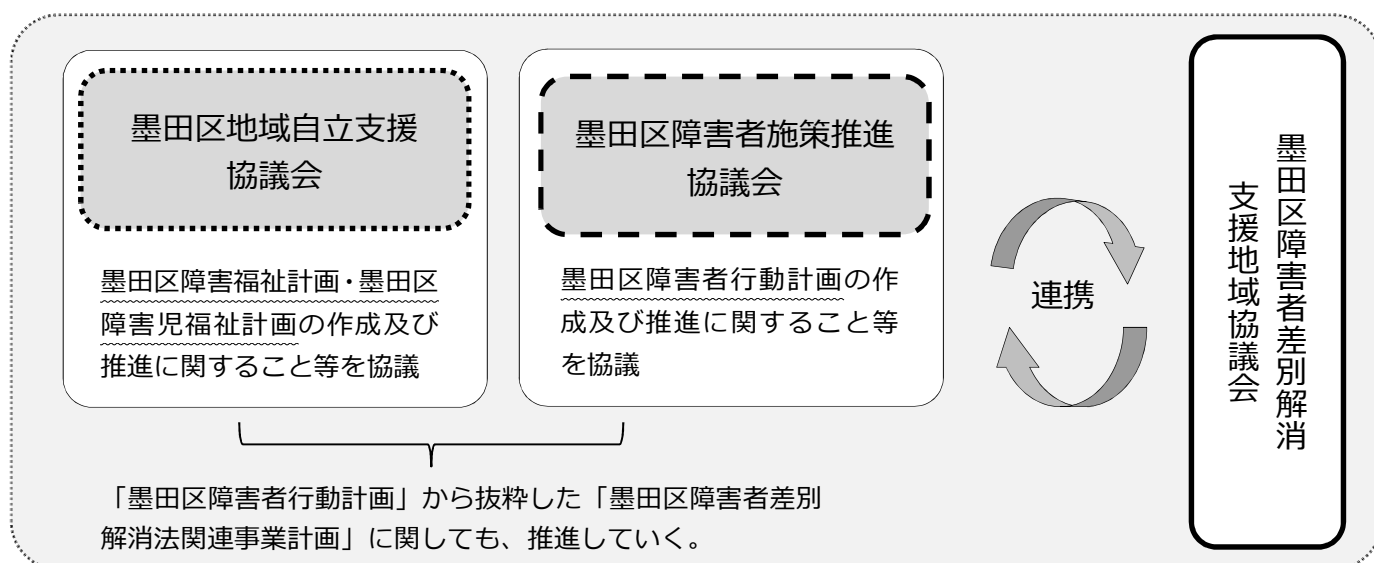 墨田区地域自立支援
協議会
墨田区障害福祉計画・墨田区
障害児福祉計画の作成及び
推進に関すること等を協議
墨田区障害者施策推進
協議会
墨田区障害者行動計画の作
成及び推進に関すること等
を協議
連携
墨田区障害者差別解消
支援地域協議会
「墨田区障害者行動計画」から抜粋した「墨田区障害者差別
解消法関連事業計画」に関しても、推進していく。